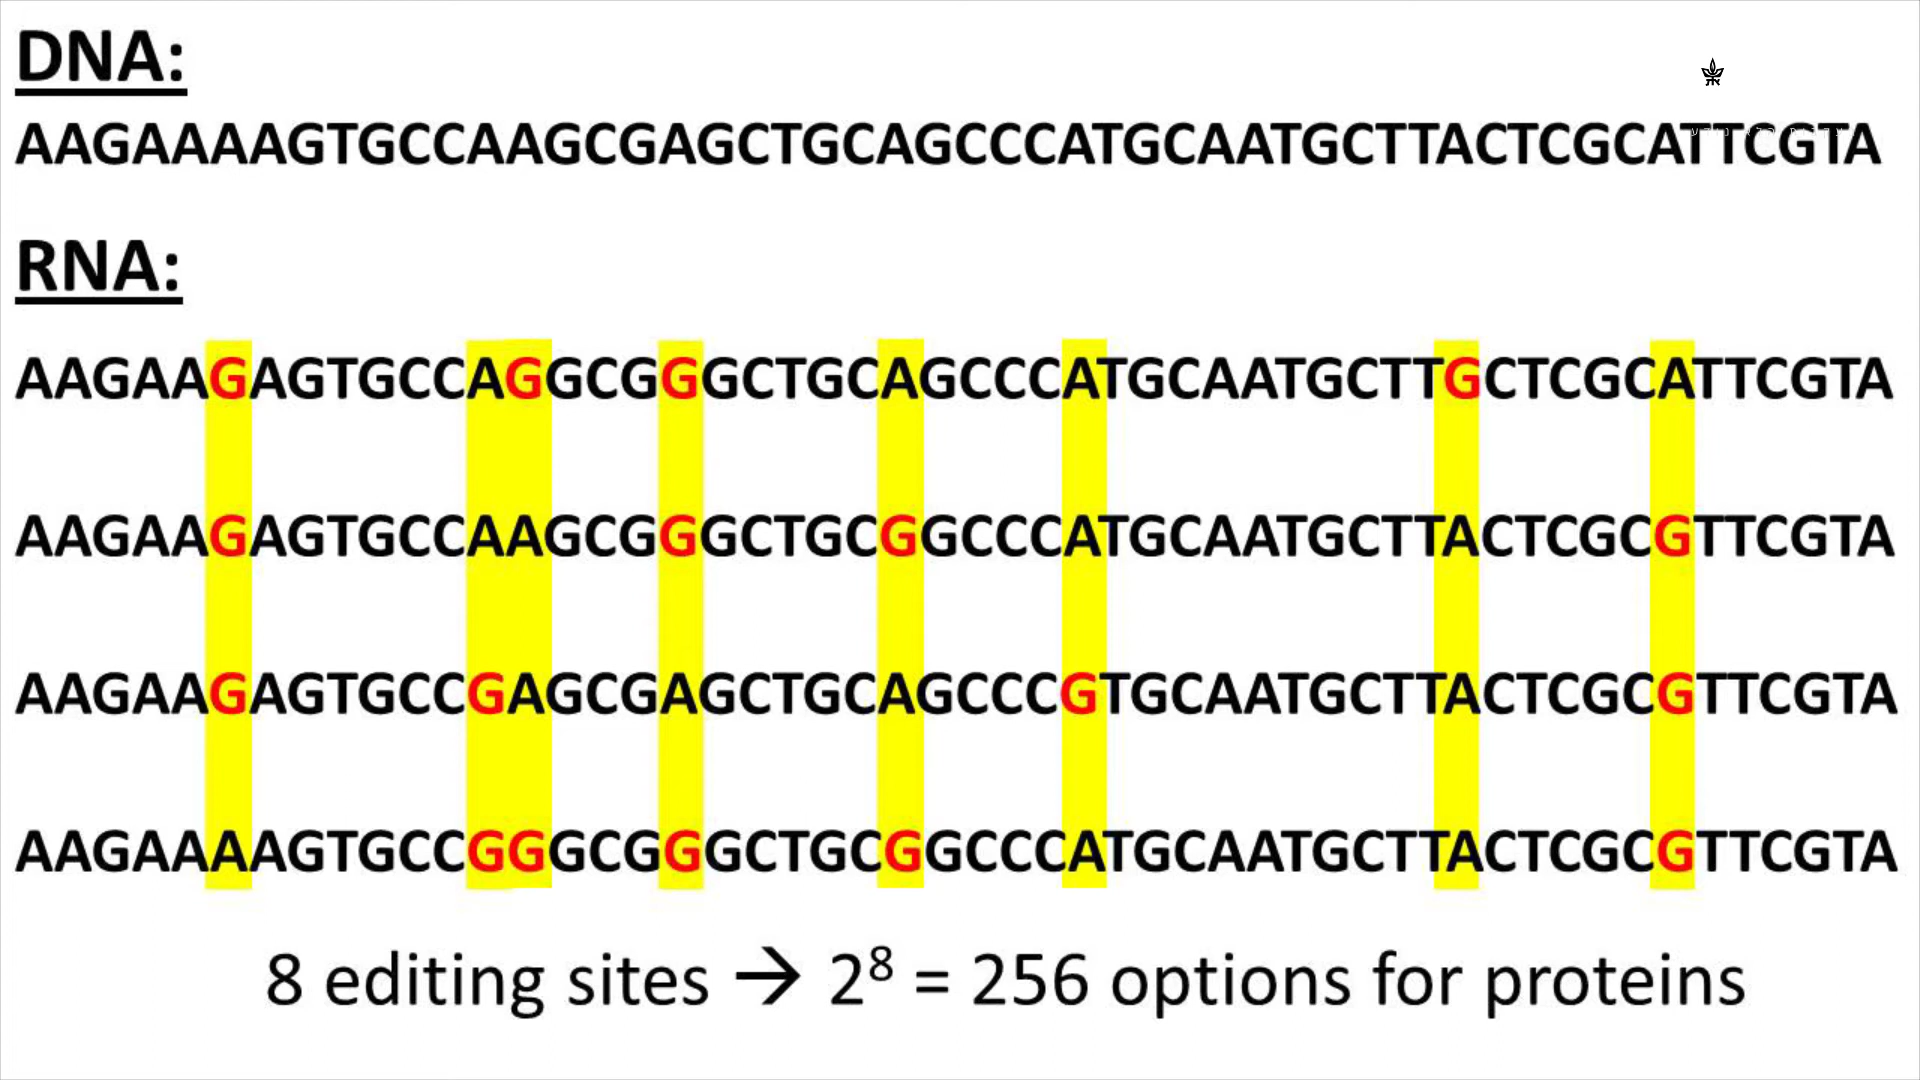 DNA:
AAGAAAAGTGCCAAGCGAGCTGCAGCCCATGCAATGCTTACTCGCATTCGTA
RNA:
AAGAAGAGTGCCAGGCGGGCTGCAGCCCATGCAATGCTTGCTCGCATTCGTA
AAGAAGAGTGCCAAGCGGGCTGCGGCCCATGCAATGCTTACTCGCGTTCGTA
AAGAAGAGTGCCGAGCGAGCTGCAGCCCGTGCAATGCTTACTCGCGTTCGTA
AAGAAAAGTGCCGGGCGGGCTGCGGCCCATGCAATGCTTACTCGCGTTCGTA
8 editing sites → 2⁸ = 256 options for proteins